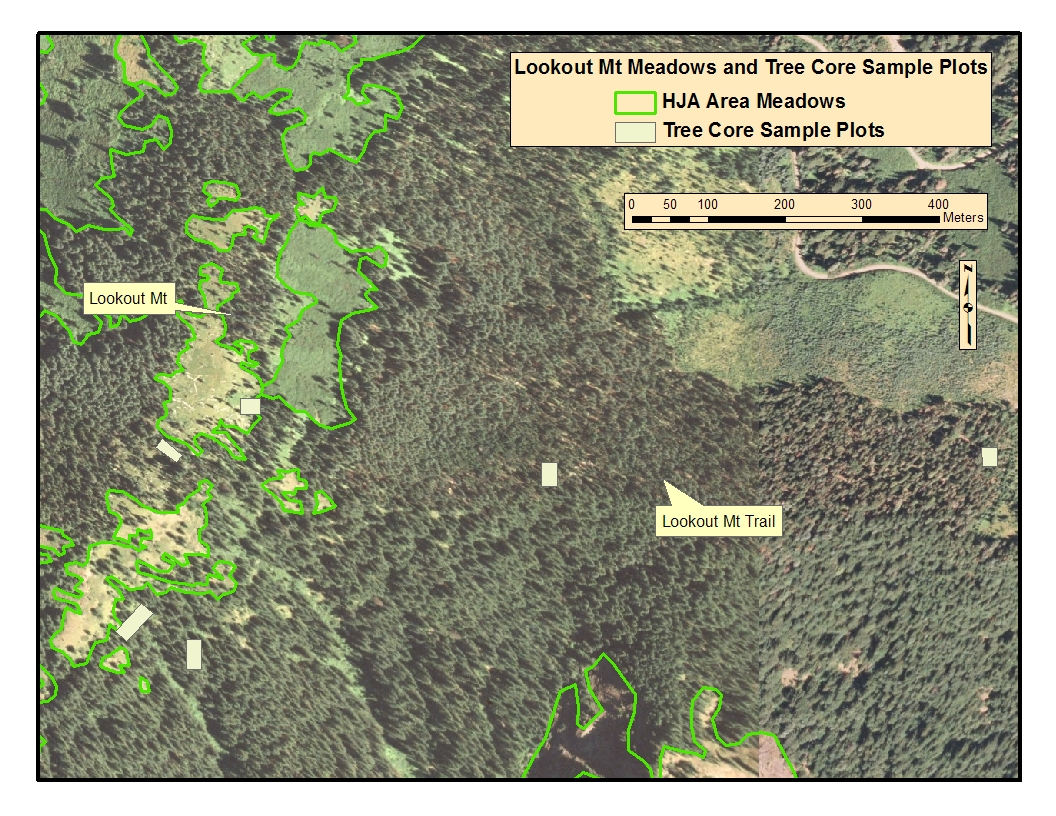 Lookout Mt Meadows and Tree Core Sample Plots
HJA Area Meadows
Tree Core Sample Plots
0 50 100 200 300 400
Meters
N
Lookout Mt
Lookout Mt Trail